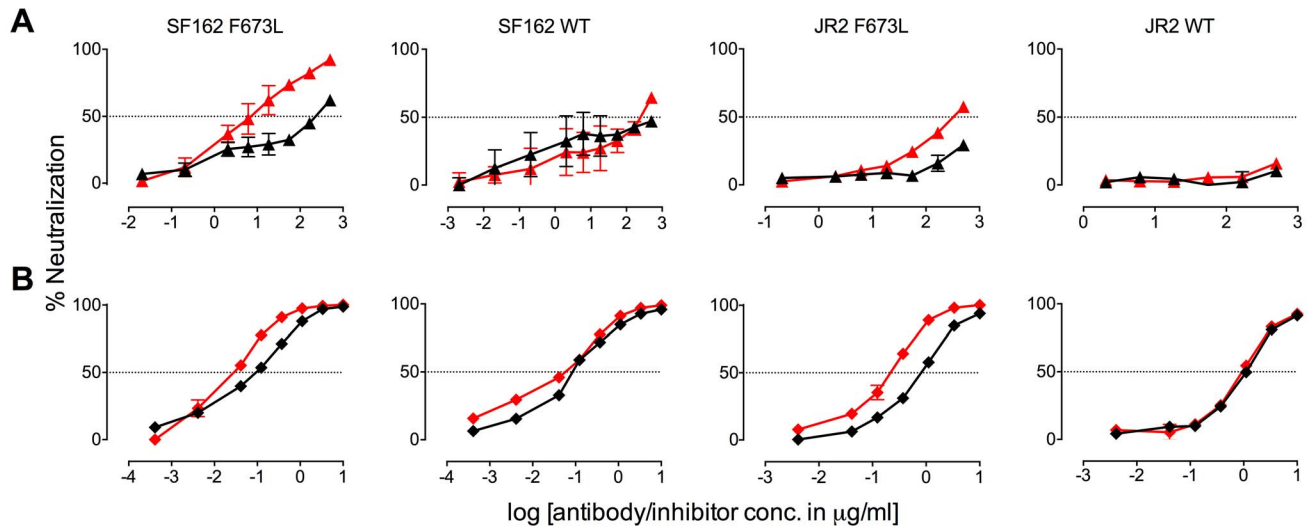 A
SF162 F673L
SF162 WT
JR2 F673L
JR2 WT
100
50
0
-2 -1 0 1 2 3
100
50
0
-3 -2 -1 0 1 2 3
100
50
0
-1 0 1 2 3
100
50
0
0 1 2 3
% Neutralization
B
100
50
0
-4 -3 -2 -1 0 1
100
50
0
-4 -3 -2 -1 0 1
100
50
0
-3 -2 -1 0 1
100
50
0
-3 -2 -1 0 1
log [antibody/inhibitor conc. in μg/ml]